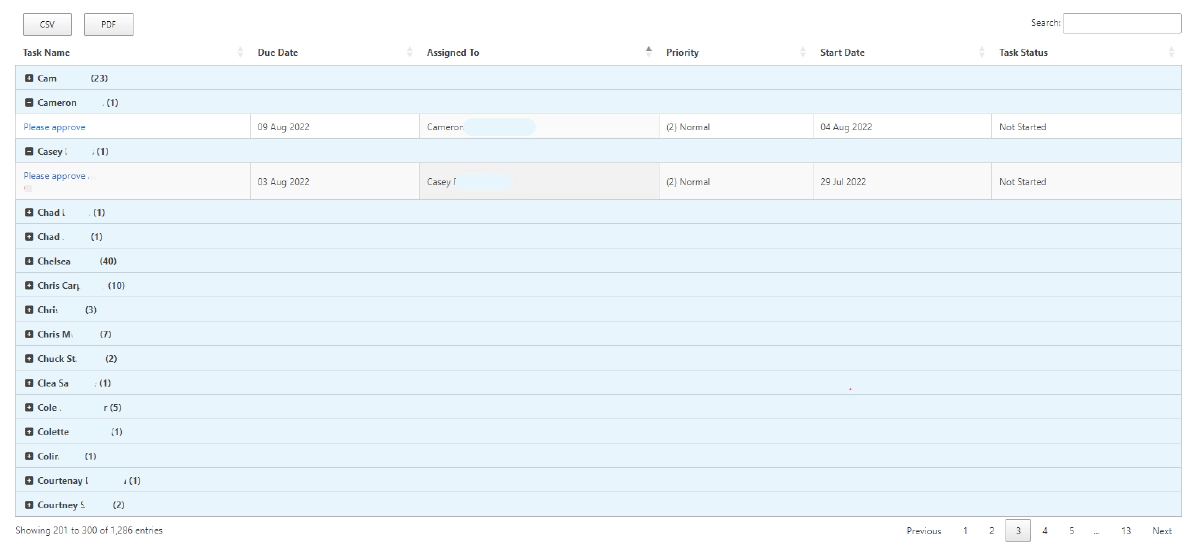 CSV PDF Search:
Task Name Due Date Assigned To Priority Start Date Task Status
Cam (23)
Cameron (1)
Please approve 09 Aug 2022 Cameron (2) Normal 04 Aug 2022 Not Started
Casey (1)
Please approve 03 Aug 2022 Casey (2) Normal 29 Jul 2022 Not Started
Chad (1)
Chad (1)
Chelsea (40)
Chris (10)
Chris (3)
Chris (7)
Chuck St. (2)
Clea Sa (1)
Cole r (5)
Colette (1)
(1)
Courtenay (1)
Courtney S (2)
Showing 201 to 300 of 1,286 entries Previous 1 2 3 4 5 ... 13 Next